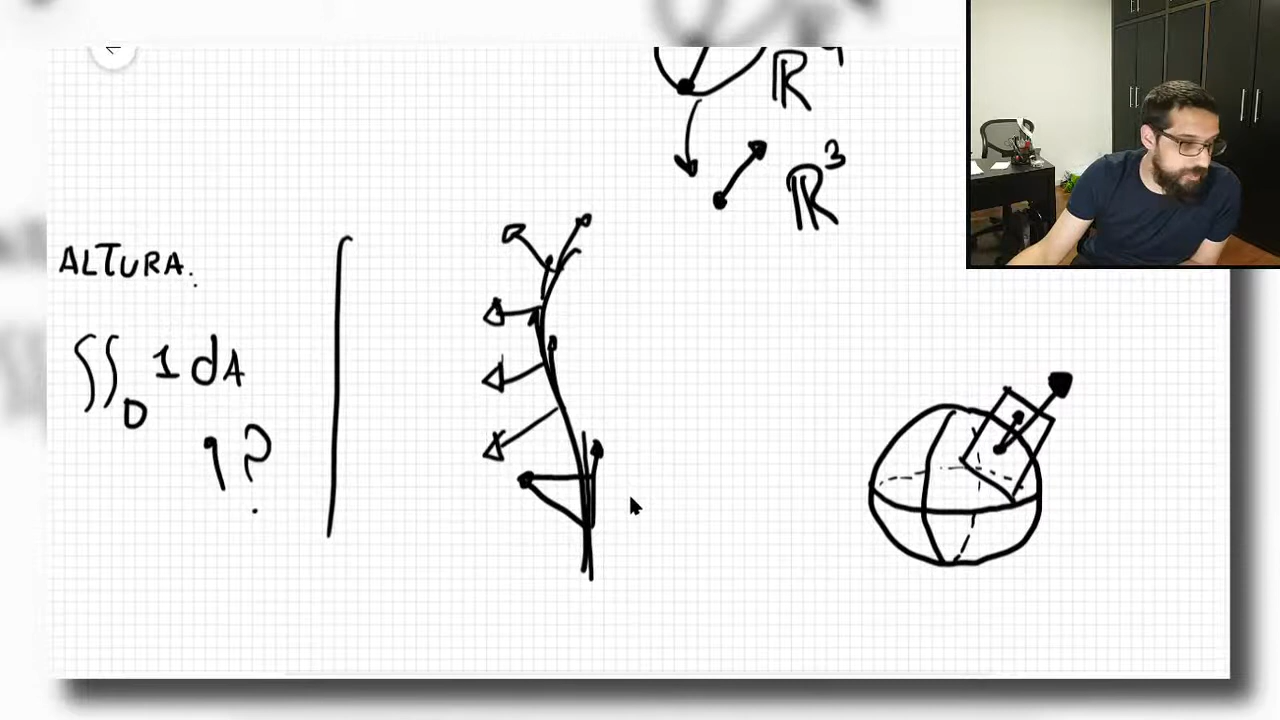 ℝ³
ALTURA.
∬_D 1 dA
?